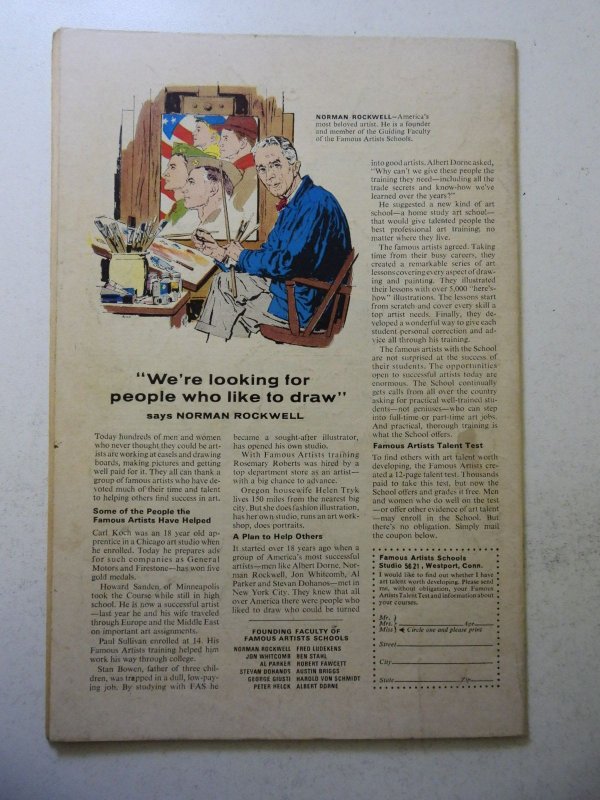 NORMAN ROCKWELL—America's
most beloved artist. He is a founder
and member of the Guiding Faculty
of the Famous Artists Schools.
"We're looking for
people who like to draw"
says NORMAN ROCKWELL
Today hundreds of men and women
who never thought they could be art-
ists are working at easels and drawing
boards, making pictures and getting
well paid for it. They all can thank a
group of famous artists who have de-
voted much of their time and talent
to helping others find success in art.
Some of the People the
Famous Artists Have Helped
Carl Koch was an 18 year old ap-
prentice in a Chicago art studio when
he enrolled. Today he prepares ads
for such companies as General
Motors and Firestone—has won five
gold medals.
Howard Sanden, of Minneapolis
took the Course while still in high
school. He is now a successful artist
—last year he and his wife traveled
through Europe and the Middle East
on important art assignments.
Paul Sullivan enrolled at 14. His
Famous Artists training helped him
work his way through college.
Stan Bowen, father of three chil-
dren, was trapped in a dull, low-pay-
ing job. By studying with FAS he
became a sought-after illustrator,
has opened his own studio.
With Famous Artists training
Rosemary Roberts was hired by a
top department store as an artist—
with a big chance to advance.
Oregon housewife Helen Tryk
lives 150 miles from the nearest big
city. But she does fashion illustration,
has her own studio, runs an art work-
shop, does portraits.
A Plan to Help Others
It started over 18 years ago when a
group of America's most successful
artists—men like Albert Dorne, Nor-
man Rockwell, Jon Whitcomb, Al
Parker and Stevan Dohanos—met in
New York City. They knew that all
over America there were people who
liked to draw who could be turned
FOUNDING FACULTY OF
FAMOUS ARTISTS SCHOOLS
NORMAN ROCKWELL FRED LUDEKENS
JON WHITCOMB BEN STAHL
AL PARKER ROBERT FAWCETT
STEVAN DOHANOS AUSTIN BRIGGS
GEORGE GIUSTI HAROLD VON SCHMIDT
PETER HELCK ALBERT DORNE
into good artists. Albert Dorne asked,
"Why can't we give these people the
training they need—including all the
trade secrets and know-how we've
learned over the years?"
He suggested a new kind of art
school—a home study art school—
that would give talented people the
best professional art training, no
matter where they live.
The famous artists agreed. Taking
time from their busy careers, they
created a remarkable series of art
lessons covering every aspect of draw-
ing and painting. They illustrated
their lessons with over 5,000 "here's-
how" illustrations. The lessons start
from scratch and cover every skill a
top artist needs. Finally, they de-
veloped a wonderful way to give each
student personal correction and ad-
vice all through his training.
The famous artists with the School
are not surprised at the success of
their students. The opportunities
open to successful artists today are
enormous. The School continually
gets calls from all over the country
asking for practical well-trained stu-
dents—not geniuses—who can step
into full-time or part-time art jobs.
And practical, thorough training is
what the School offers.
Famous Artists Talent Test
To find others with art talent worth
developing, the Famous Artists cre-
ated a 12-page talent test. Thousands
paid to take this test, but now the
School offers and grades it free. Men
and women who do well on the test
—or offer other evidence of art talent
—may enroll in the School. But
there's no obligation. Simply mail
the coupon below.
Famous Artists Schools
Studio 5621, Westport, Conn.
I would like to find out whether I have
art talent worth developing. Please send
me, without obligation, your Famous
Artists Talent Test and information about
your courses.
Mr.
Mrs. Age
Miss Circle one and please print
Street
City
State Zip